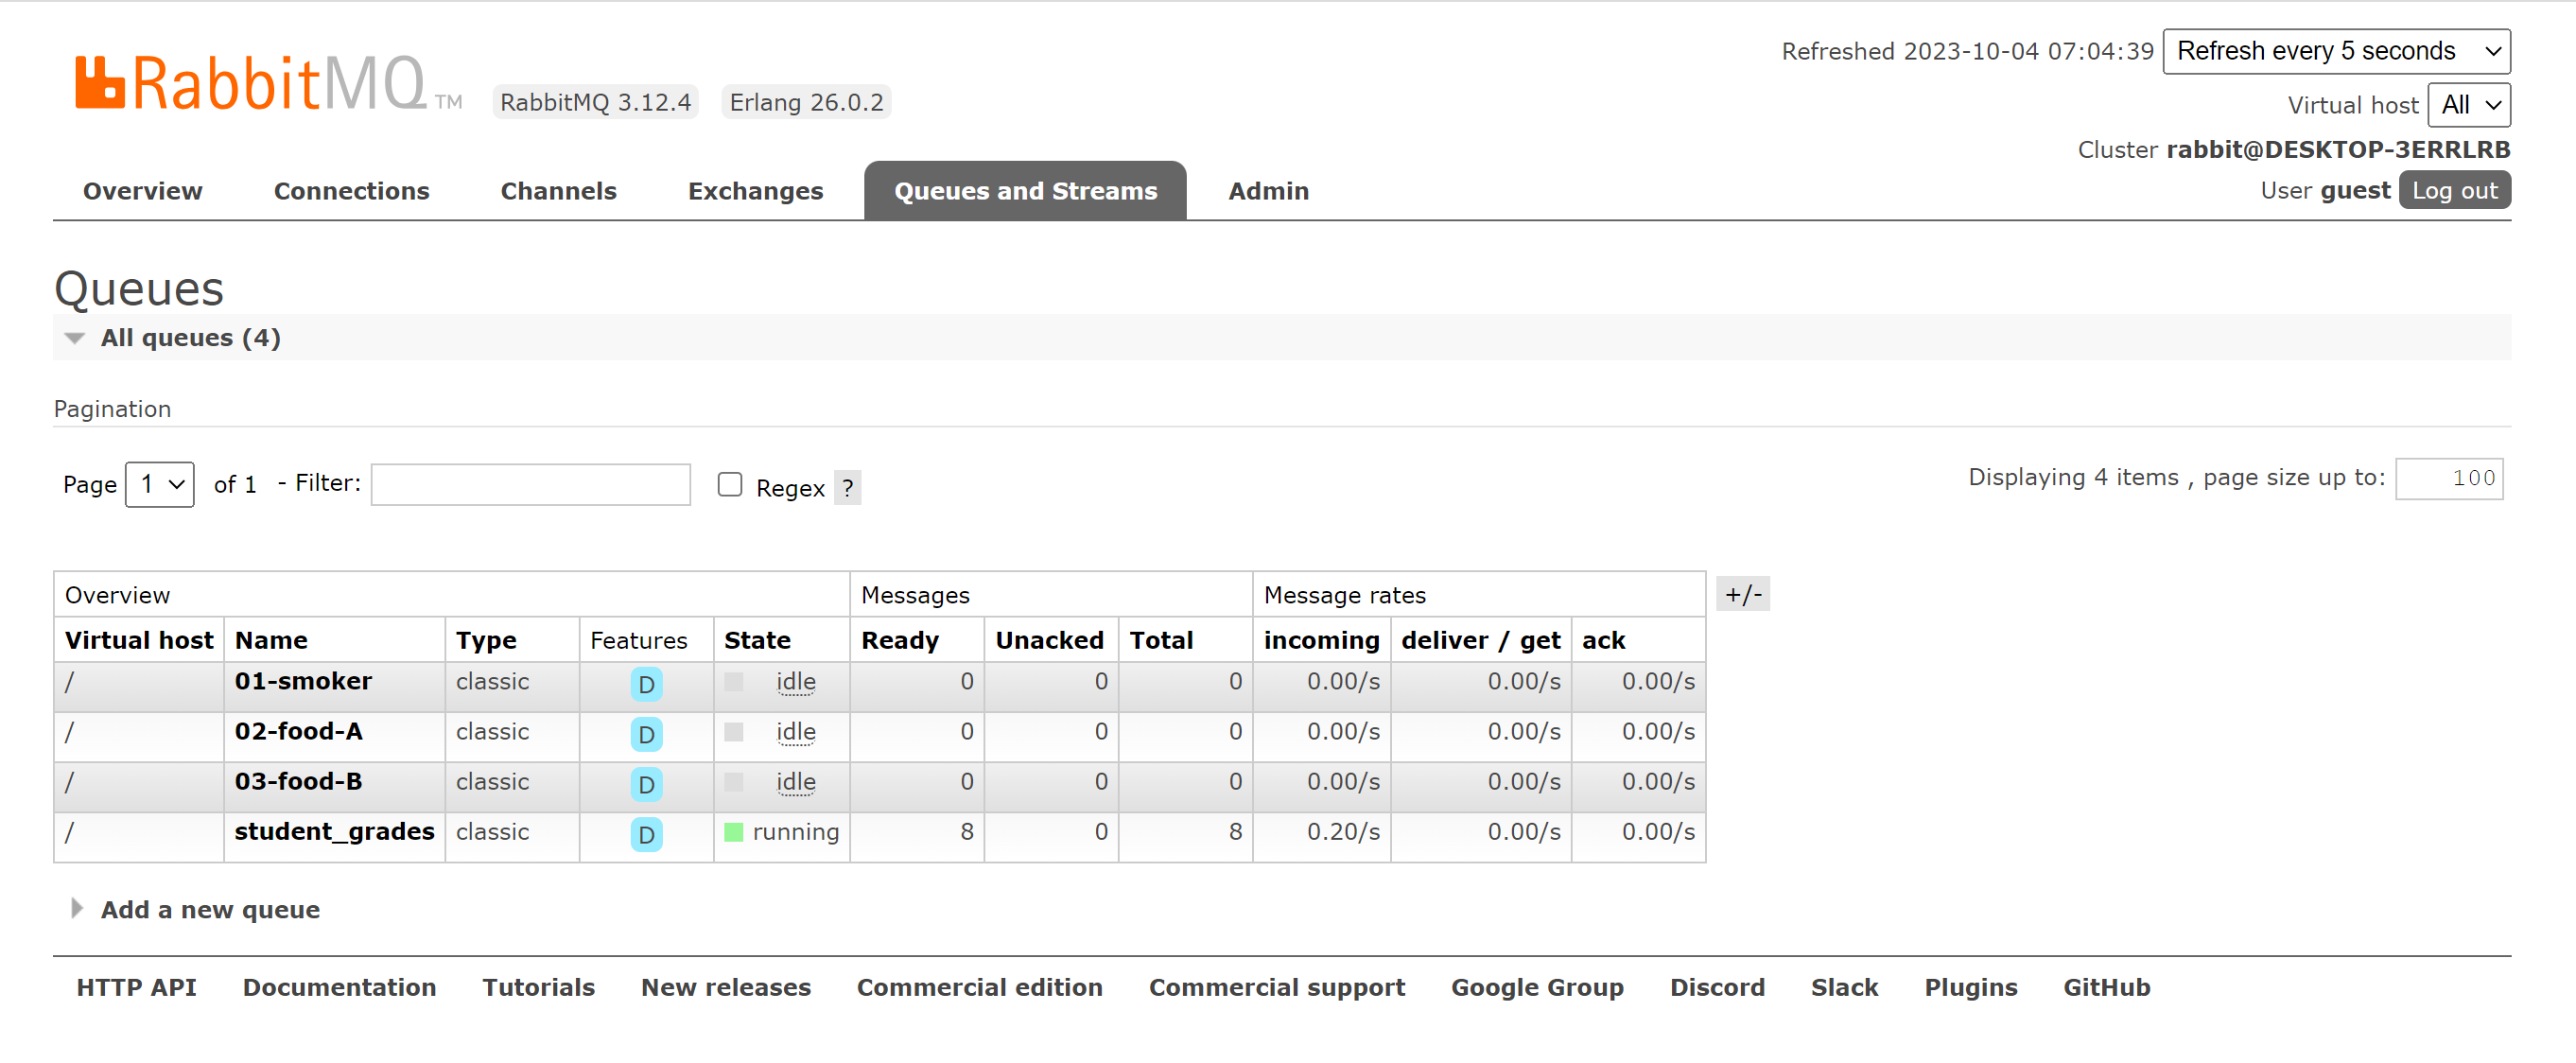 RabbitMQ TM RabbitMQ 3.12.4 Erlang 26.0.2
Refreshed 2023-10-04 07:04:39 Refresh every 5 seconds
Virtual host All
Cluster rabbit@DESKTOP-3ERRLRB
User guest Log out
Overview Connections Channels Exchanges Queues and Streams Admin
Queues
All queues (4)
Pagination
Page 1 of 1 - Filter: Regex ? Displaying 4 items , page size up to: 100
Overview Messages Message rates +/-
Virtual host Name Type Features State Ready Unacked Total incoming deliver / get ack
/ 01-smoker classic D idle 0 0 0 0.00/s 0.00/s 0.00/s
/ 02-food-A classic D idle 0 0 0 0.00/s 0.00/s 0.00/s
/ 03-food-B classic D idle 0 0 0 0.00/s 0.00/s 0.00/s
/ student_grades classic D running 8 0 8 0.20/s 0.00/s 0.00/s
Add a new queue
HTTP API Documentation Tutorials New releases Commercial edition Commercial support Google Group Discord Slack Plugins GitHub